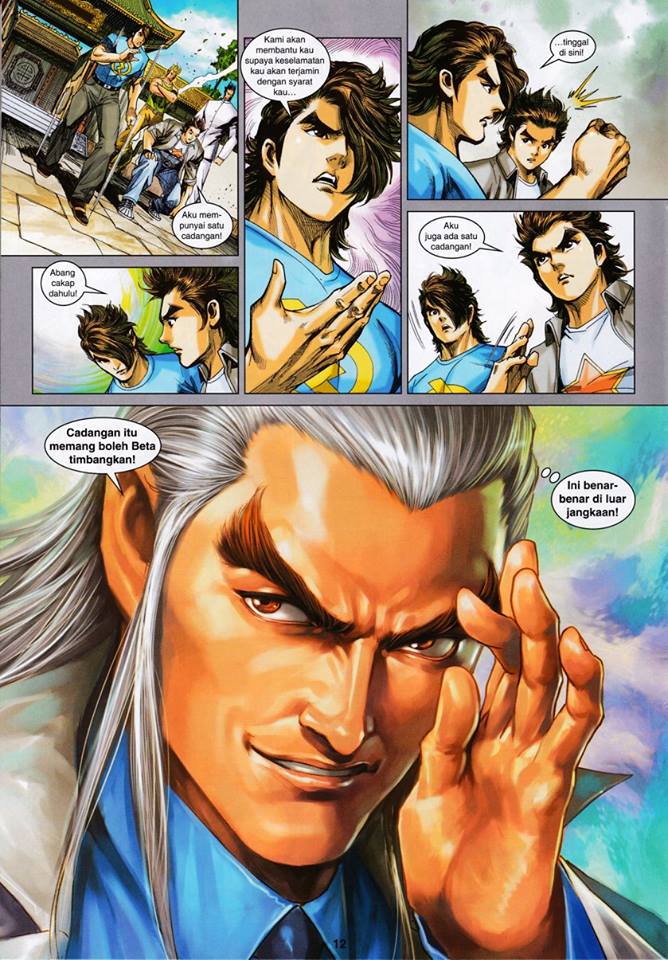 Aku mem-
punyai satu
cadangan!
Abang
cakap
dahulu!
Kami akan
membantu kau
supaya keselamatan
kau akan terjamin
dengan syarat
kau...
...tinggal
di sini!
Aku
juga ada satu
cadangan!
Cadangan itu
memang boleh Beta
timbangkan!
Ini benar-
benar di luar
jangkaan!
12